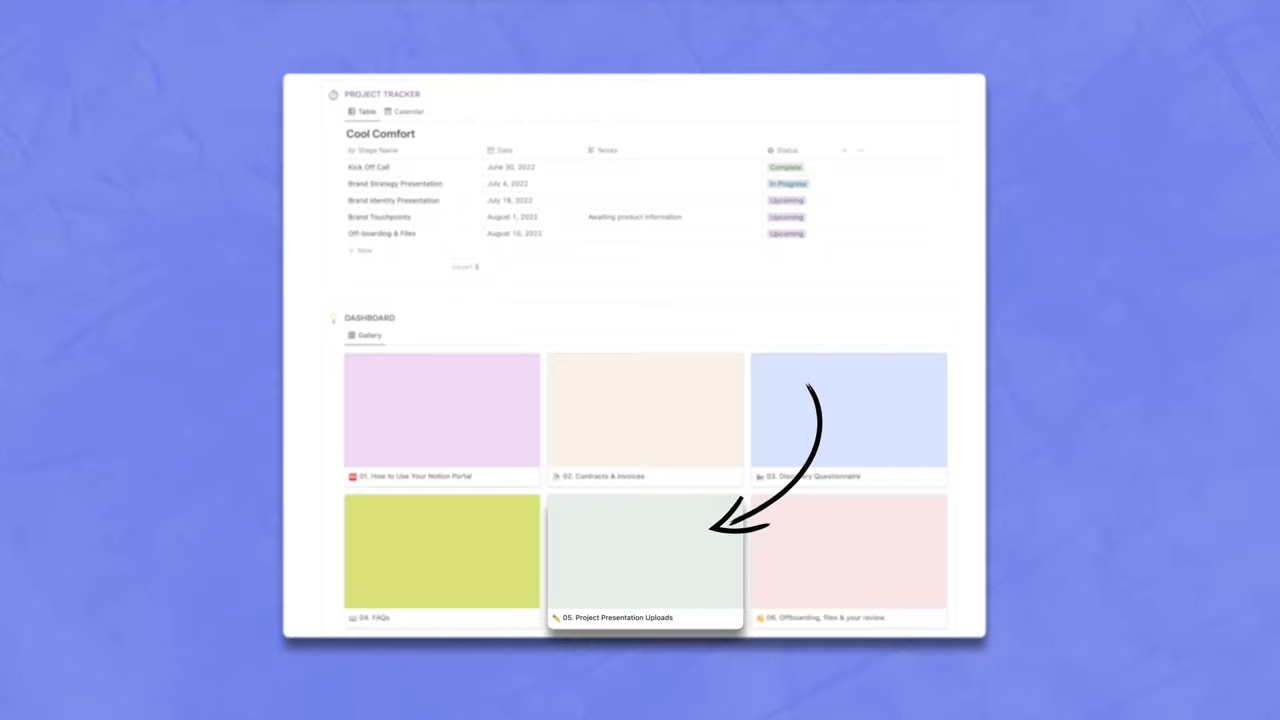 PROJECT TRACKER
Table Calendar
Cool Comfort
Aa Stage Name Date Notes Status + ...
Kick Off Call June 30, 2022 Complete
Brand Strategy Presentation July 4, 2022 In Progress
Brand Identity Presentation July 18, 2022 Upcoming
Brand Touchpoints August 1, 2022 Awaiting product information Upcoming
Off-boarding & Files August 10, 2022 Upcoming
+ New
DASHBOARD
Gallery
01. How to Use Your Notion Portal 02. Contracts & Invoices 03. Discovery Questionnaire
04. FAQs 05. Project Presentation Uploads 06. Offboarding, files & your review